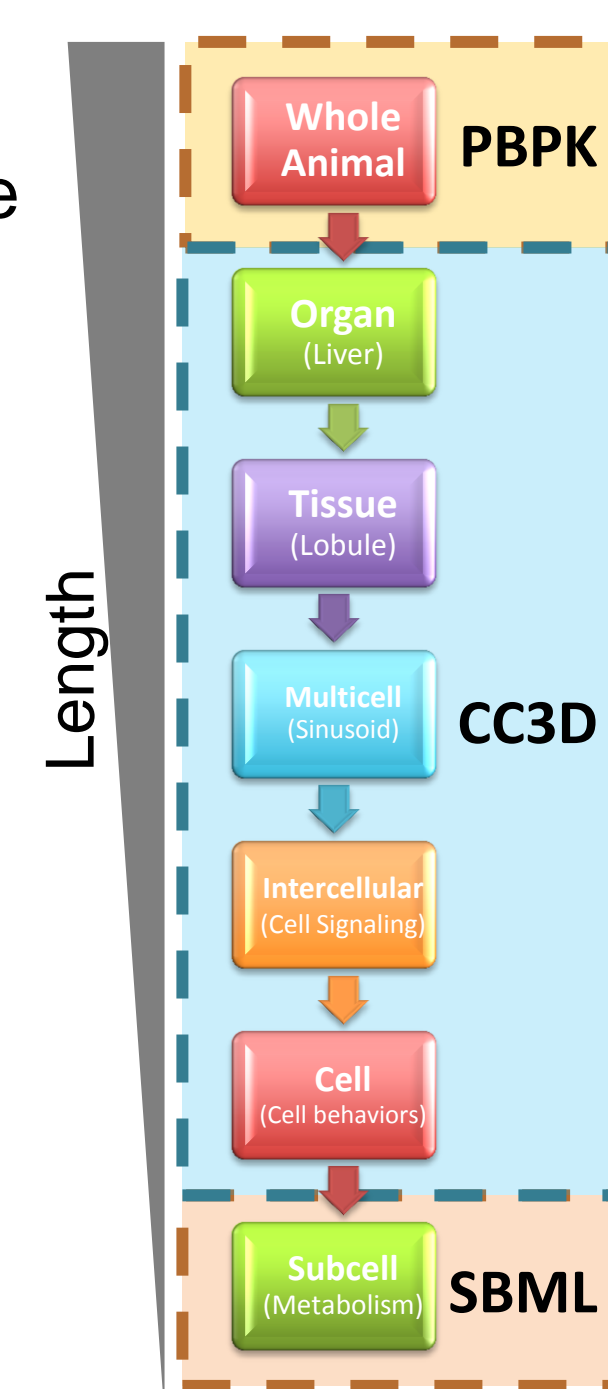 Whole
Animal
PBPK
e
Organ
(Liver)
Tissue
(Lobule)
Length
Multicell
(Sinusoid)
CC3D
Intercellular
(Cell Signaling)
Cell
(Cell behaviors)
Subcell
(Metabolism)
SBML